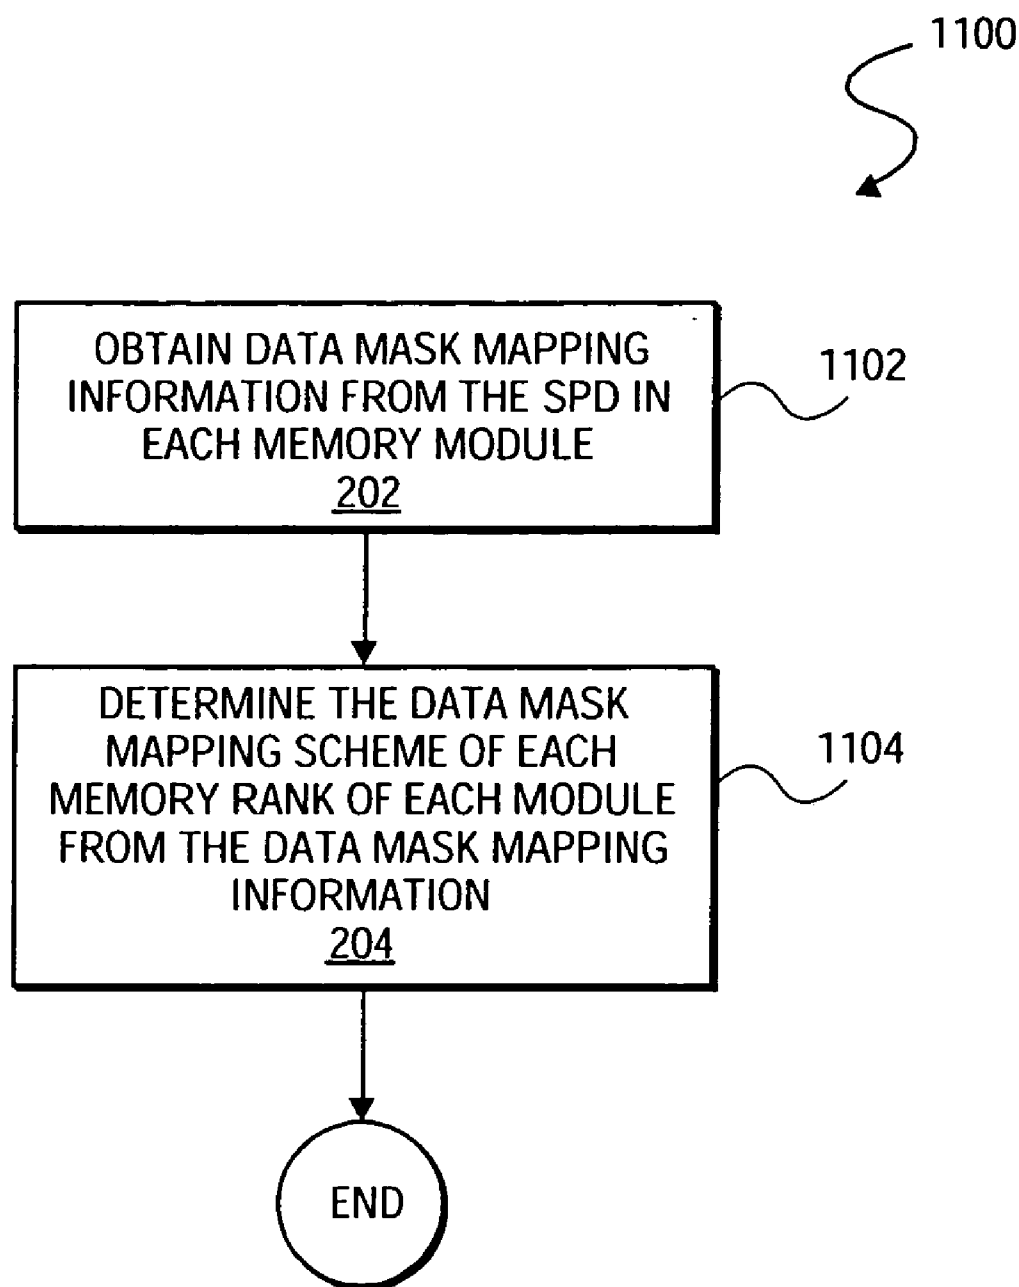 1100
OBTAIN DATA MASK MAPPING
INFORMATION FROM THE SPD IN
EACH MEMORY MODULE
202
1102
DETERMINE THE DATA MASK
MAPPING SCHEME OF EACH
MEMORY RANK OF EACH MODULE
FROM THE DATA MASK MAPPING
INFORMATION
204
1104
END